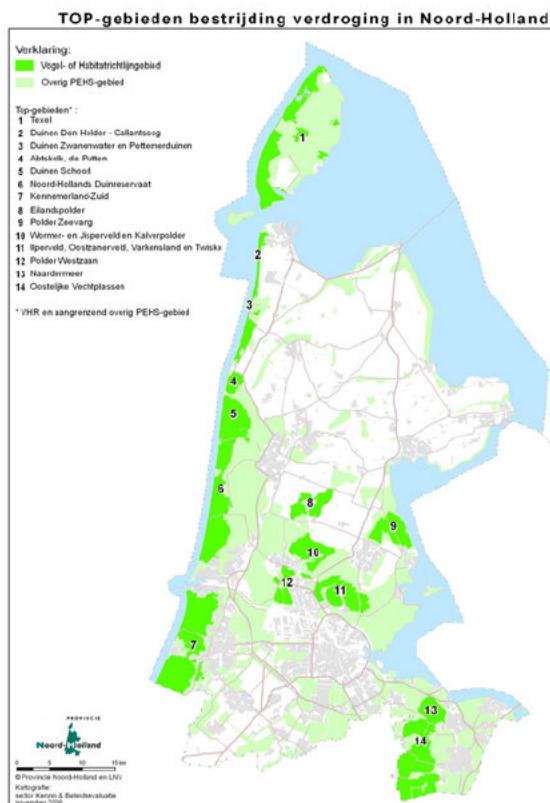 TOP-gebieden bestrijding verdroging in Noord-Holland
Verklaring:
Vogel- of Habitatrichtlijngebied
Overig PEHS-gebied
Top-gebieden* :
1 Texel
2 Duinen Den Helder - Callantsoog
3 Duinen Zwanenwater en Pettemerduinen
4 Abtskolk, de Putten
5 Duinen Schoorl
6 Noord-Hollands Duinreservaat
7 Kennemerland-Zuid
8 Eilandspolder
9 Polder Zeevang
10 Wormer- en Jisperveld en Kalverpolder
11 Ilperveld, Oostzanerveld, Varkensland en Twiske
12 Polder Westzaan
13 Naardermeer
14 Oostelijke Vechtplassen
* VHR en aangrenzend overig PEHS-gebied
1
2
3
4
5
6
8
9
10
12
11
7
13
14
PROVINCIE
Noord-Holland
0 5 10 15 km
© Provincie Noord-Holland en LNV
Kartografie:
sector Kennis & Beleidsevaluatie
november 2006